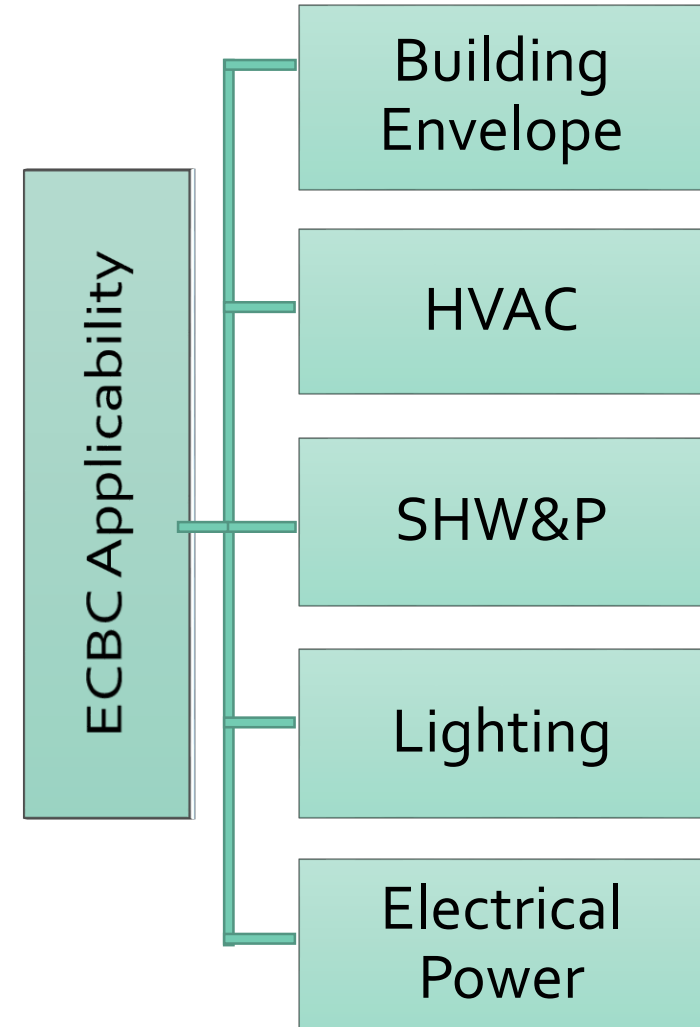 ECBC Applicability
Building
Envelope
HVAC
SHW&P
Lighting
Electrical
Power